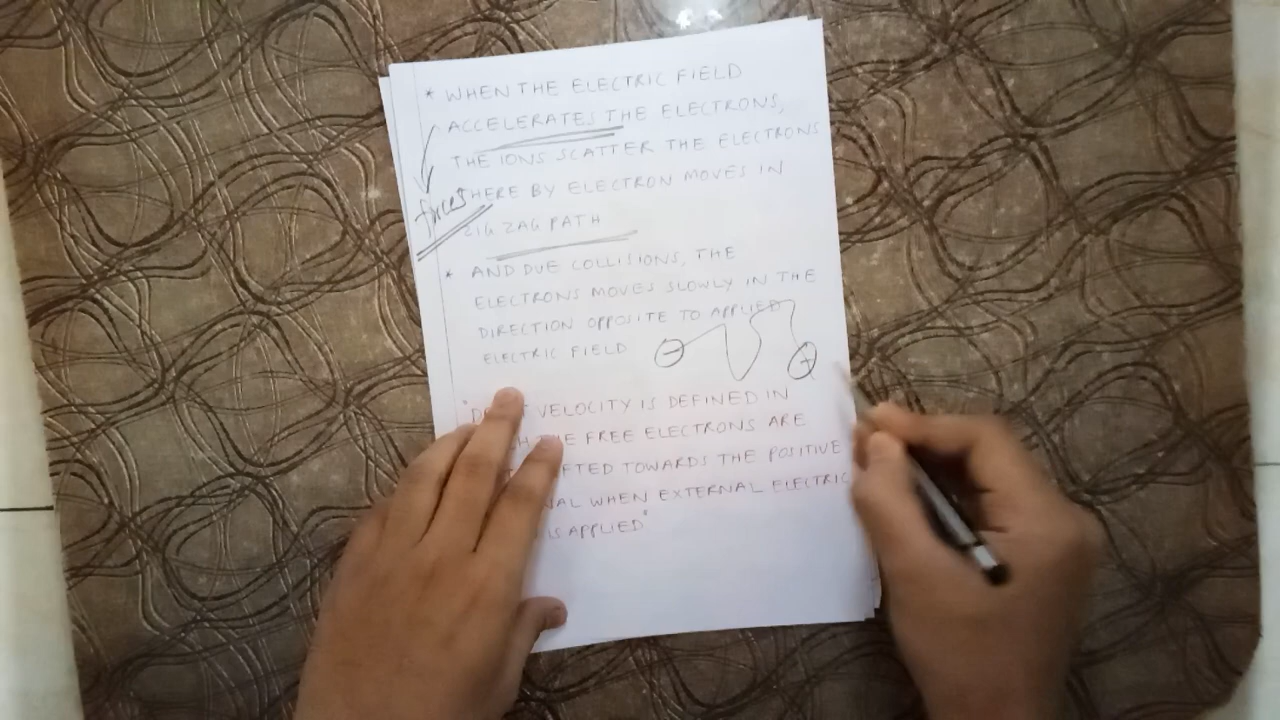 * WHEN THE ELECTRIC FIELD
ACCELERATES THE ELECTRONS,
THE IONS SCATTER THE ELECTRONS
HERE BY ELECTRON MOVES IN
ZIG ZAG PATH
* AND DUE COLLISIONS, THE
ELECTRONS MOVES SLOWLY IN THE
DIRECTION OPPOSITE TO APPLIED
ELECTRIC FIELD
VELOCITY IS DEFINED IN
FREE ELECTRONS ARE
TOWARDS THE POSITIVE
WHEN EXTERNAL ELECTRIC
IS APPLIED"